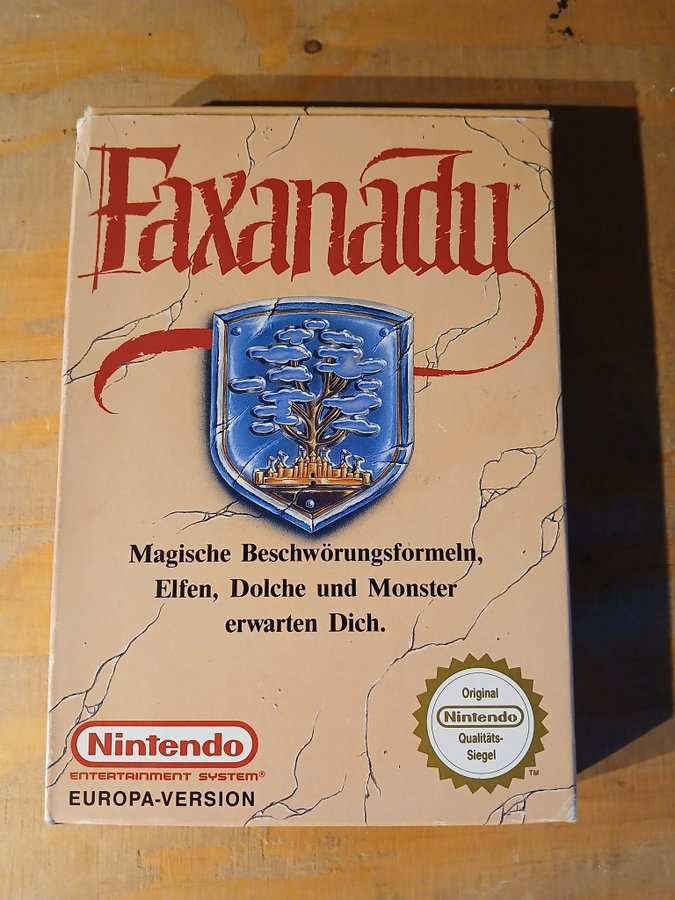 Faxanadu*
Magische Beschwörungsformeln,
Elfen, Dolche und Monster
erwarten Dich.
Nintendo
ENTERTAINMENT SYSTEM®
EUROPA-VERSION
Original
Nintendo
Qualitäts-
Siegel
TM